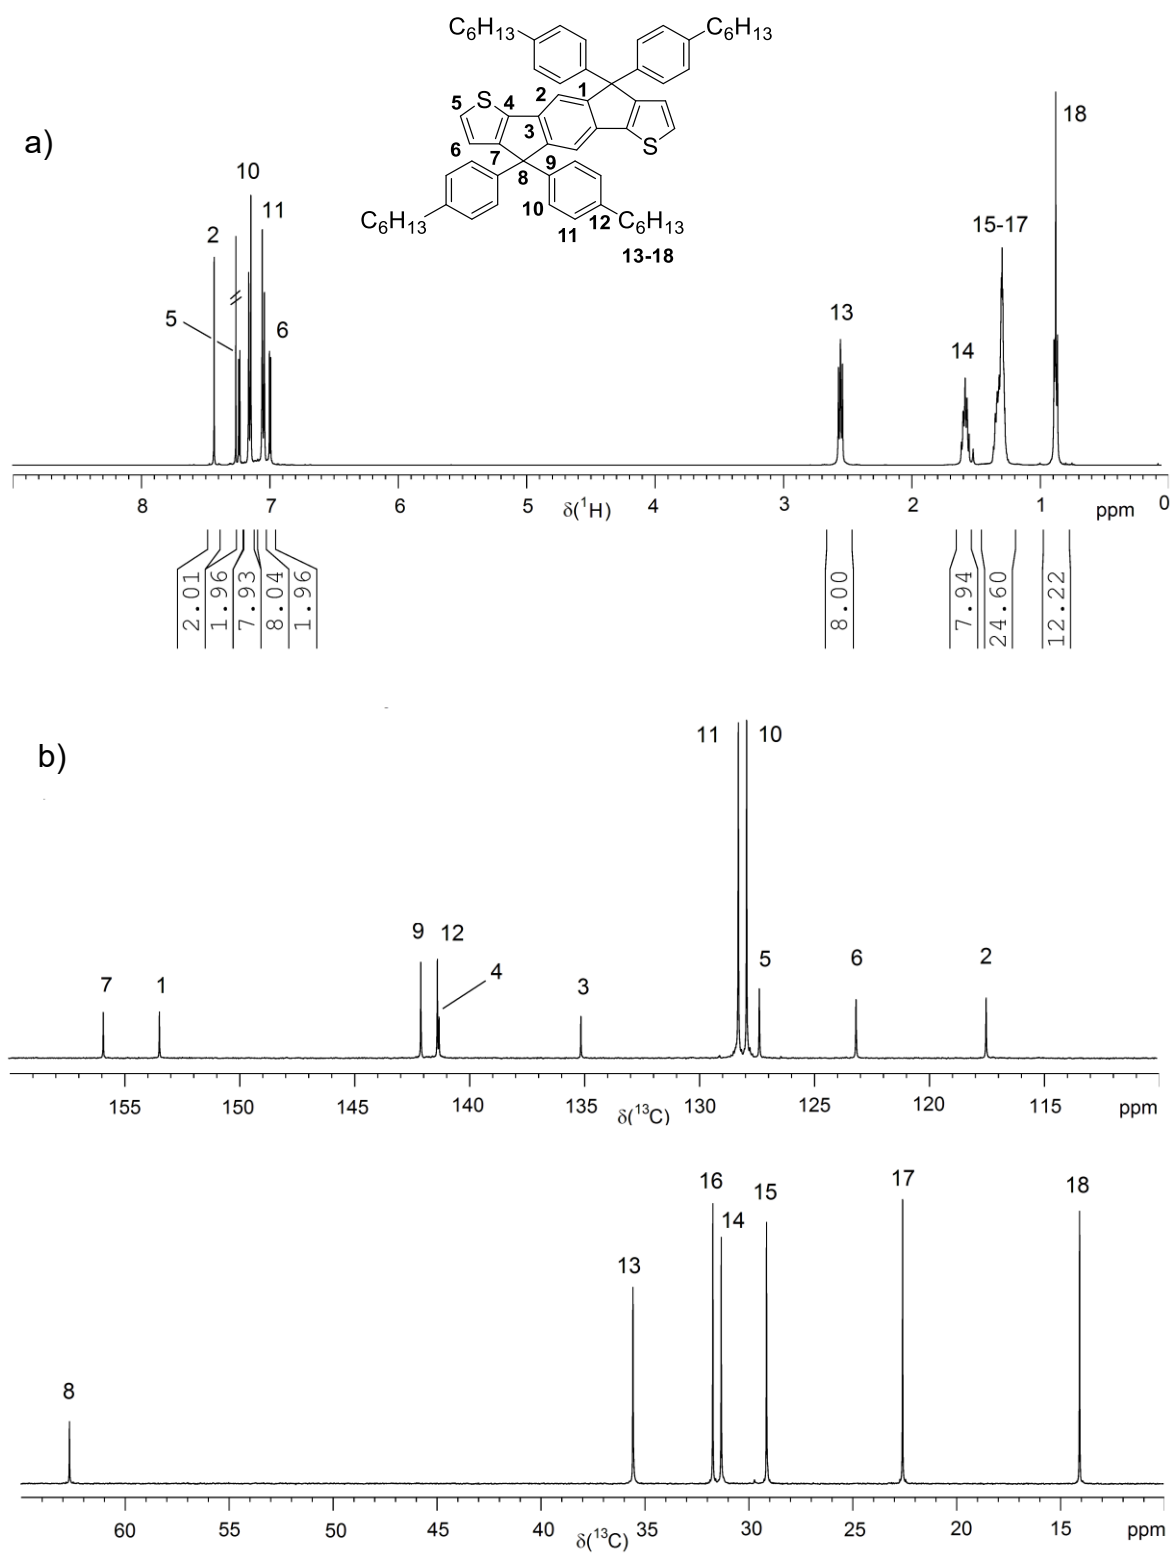 C6H13 C6H13
1
2
5 S 4
3
6
7 9
8
S
10
12
11
C6H13 C6H13
13-18
a)
2
10
11
5
6
13
14
15-17
18
8 7 6 5 4 3 2 1 0
δ(1H) ppm
2.01 1.96 7.93 8.04 1.96 8.00 7.94 24.60 12.22
b)
11 10
7 1 9 12 4 3 5 6 2
155 150 145 140 135 130 125 120 115 ppm
δ(13C)
8 13 16 14 15 17 18
60 55 50 45 40 35 30 25 20 15 ppm
δ(13C)